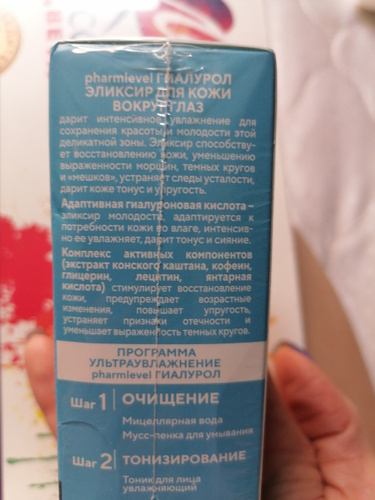 pharmlevel ГИАЛУРОЛ
ЭЛИКСИР ДЛЯ КОЖИ
ВОКРУГ ГЛАЗ
дарит интенсивное увлажнение для
сохранения красоты и молодости этой
деликатной зоны. Эликсир способству-
ет восстановлению кожи, уменьшению
выраженности морщин, темных кругов
и «мешков», устраняет следы усталости,
дарит коже тонус и упругость.
Адаптивная гиалуроновая кислота –
эликсир молодости, адаптируется к
потребности кожи во влаге, интенсив-
но ее увлажняет, дарит тонус и сияние.
Комплекс активных компонентов
(экстракт конского каштана, кофеин,
глицерин, лецитин, янтарная
кислота) стимулирует восстановление
кожи, предупреждает возрастные
изменения, повышает упругость,
устраняет признаки отечности и
уменьшает выраженность темных кругов.
ПРОГРАММА
УЛЬТРАУВЛАЖНЕНИЕ
pharmlevel ГИАЛУРОЛ
Шаг 1 ОЧИЩЕНИЕ
Мицеллярная вода
Мусс-пенка для умывания
Шаг 2 ТОНИЗИРОВАНИЕ
Тоник для лица
увлажняющий